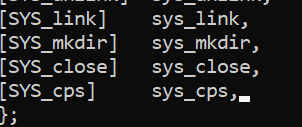 [SYS_link]    sys_link,
[SYS_mkdir]   sys_mkdir,
[SYS_close]   sys_close,
[SYS_cps]     sys_cps,
};